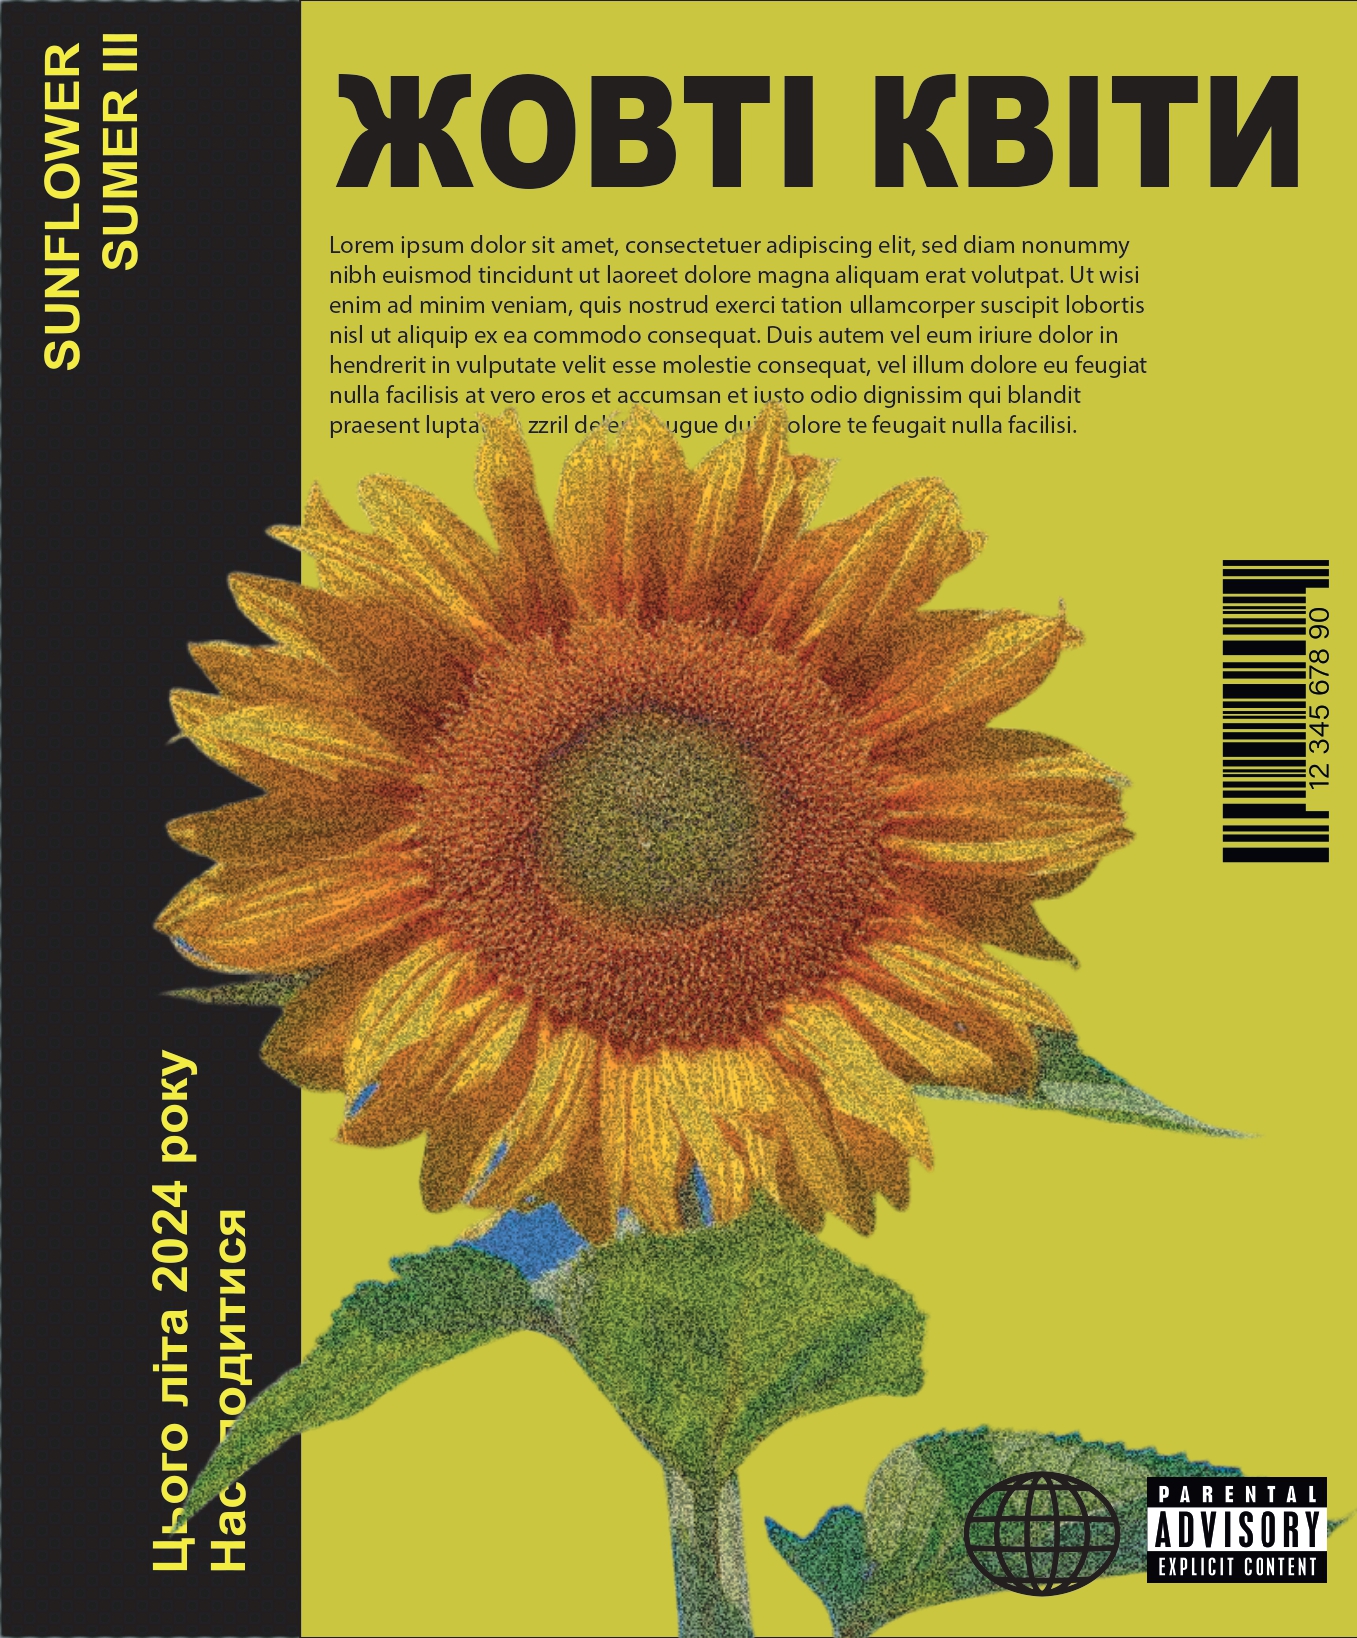 SUNFLOWER
SUMER III
ЖОВТІ КВІТИ
Lorem ipsum dolor sit amet, consectetuer adipiscing elit, sed diam nonummy
nibh euismod tincidunt ut laoreet dolore magna aliquam erat volutpat. Ut wisi
enim ad minim veniam, quis nostrud exerci tation ullamcorper suscipit lobortis
nisl ut aliquip ex ea commodo consequat. Duis autem vel eum iriure dolor in
hendrerit in vulputate velit esse molestie consequat, vel illum dolore eu feugiat
nulla facilisis at vero eros et accumsan et iusto odio dignissim qui blandit
praesent zzril dolore te feugait nulla facilisi.
12 345 678 90
Цього літа 2024 року
PARENTAL
ADVISORY
EXPLICIT CONTENT